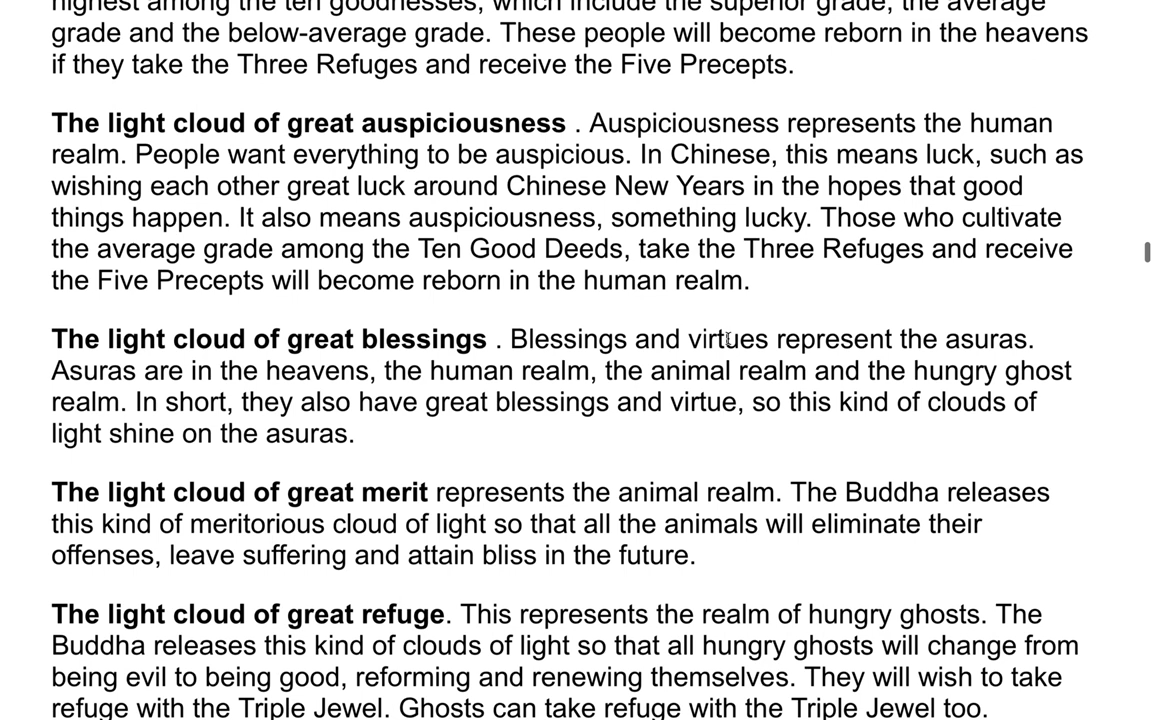 highest among the ten goodnesses, which include the superior grade, the average
grade and the below-average grade. These people will become reborn in the heavens
if they take the Three Refuges and receive the Five Precepts.
The light cloud of great auspiciousness . Auspiciousness represents the human
realm. People want everything to be auspicious. In Chinese, this means luck, such as
wishing each other great luck around Chinese New Years in the hopes that good
things happen. It also means auspiciousness, something lucky. Those who cultivate
the average grade among the Ten Good Deeds, take the Three Refuges and receive
the Five Precepts will become reborn in the human realm.
The light cloud of great blessings . Blessings and virtues represent the asuras.
Asuras are in the heavens, the human realm, the animal realm and the hungry ghost
realm. In short, they also have great blessings and virtue, so this kind of clouds of
light shine on the asuras.
The light cloud of great merit represents the animal realm. The Buddha releases
this kind of meritorious cloud of light so that all the animals will eliminate their
offenses, leave suffering and attain bliss in the future.
The light cloud of great refuge. This represents the realm of hungry ghosts. The
Buddha releases this kind of clouds of light so that all hungry ghosts will change from
being evil to being good, reforming and renewing themselves. They will wish to take
refuge with the Triple Jewel. Ghosts can take refuge with the Triple Jewel too.